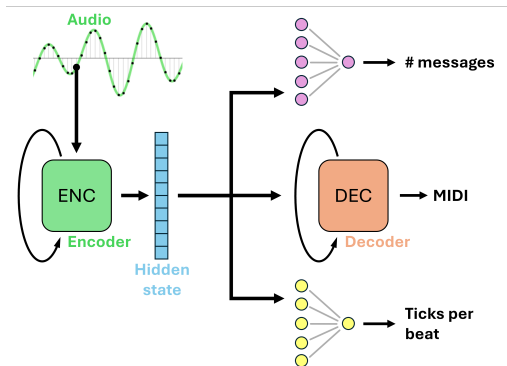 Audio
# messages
ENC
DEC
MIDI
Encoder
Decoder
Hidden
state
Ticks per
beat